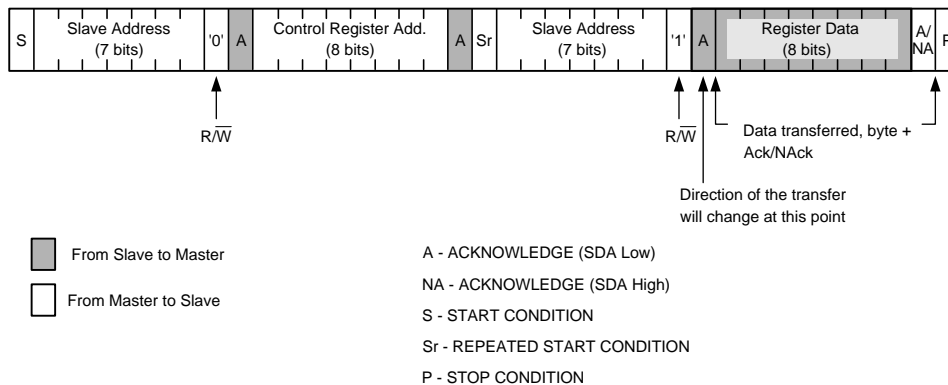 S Slave Address (7 bits) '0' A Control Register Add. (8 bits) A Sr Slave Address (7 bits) '1' A Register Data (8 bits) A/NA P
R/W̅ R/W̅ Data transferred, byte +
Ack/NAck
Direction of the transfer
will change at this point
From Slave to Master
From Master to Slave
A - ACKNOWLEDGE (SDA Low)
NA - ACKNOWLEDGE (SDA High)
S - START CONDITION
Sr - REPEATED START CONDITION
P - STOP CONDITION